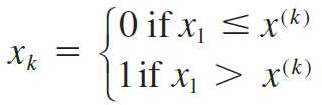 x_k = { 0 if x_1 ≤ x^(k)
1 if x_1 > x^(k)